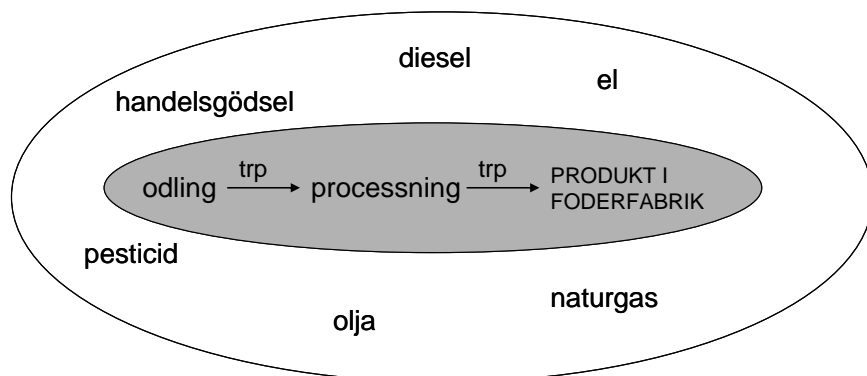 diesel
el
handelsgödsel
trp
trp
odling
processning
PRODUKT I
FODERFABRIK
pesticid
naturgas
olja